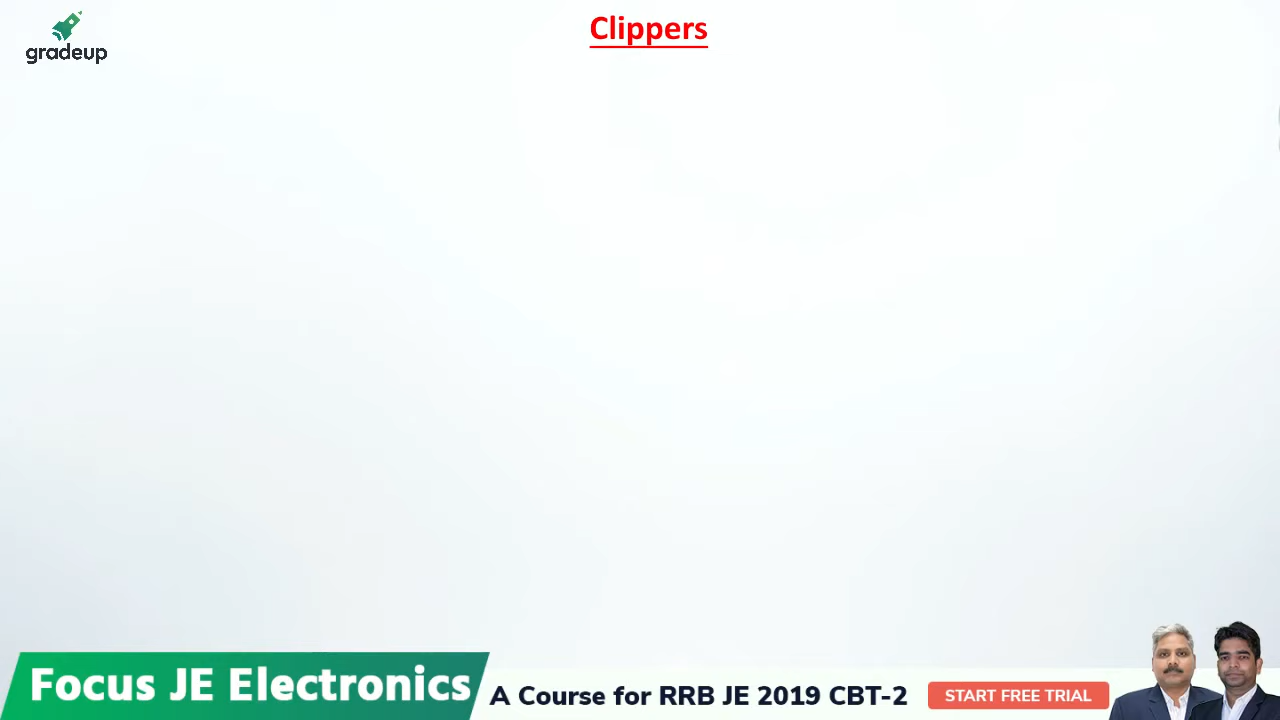 Clippers
gradeup
Focus JE Electronics
A Course for RRB JE 2019 CBT-2
START FREE TRIAL